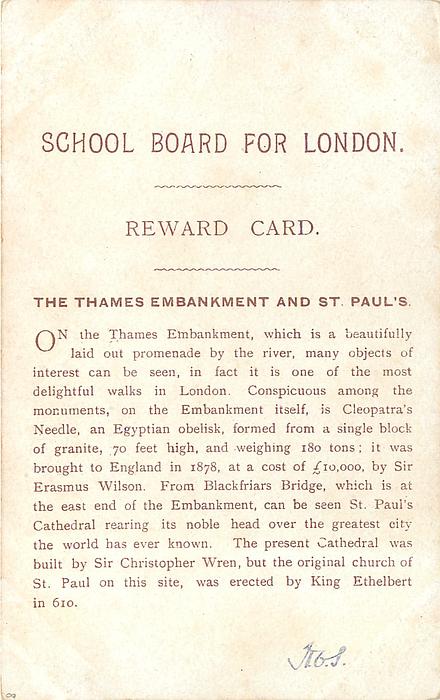 SCHOOL BOARD FOR LONDON.
REWARD CARD.
THE THAMES EMBANKMENT AND ST. PAUL'S.
ON the Thames Embankment, which is a beautifully
laid out promenade by the river, many objects of
interest can be seen, in fact it is one of the most
delightful walks in London. Conspicuous among the
monuments, on the Embankment itself, is Cleopatra's
Needle, an Egyptian obelisk, formed from a single block
of granite, 70 feet high, and weighing 180 tons; it was
brought to England in 1878, at a cost of £10,000, by Sir
Erasmus Wilson. From Blackfriars Bridge, which is at
the east end of the Embankment, can be seen St. Paul's
Cathedral rearing its noble head over the greatest city
the world has ever known. The present Cathedral was
built by Sir Christopher Wren, but the original church of
St. Paul on this site, was erected by King Ethelbert
in 610.